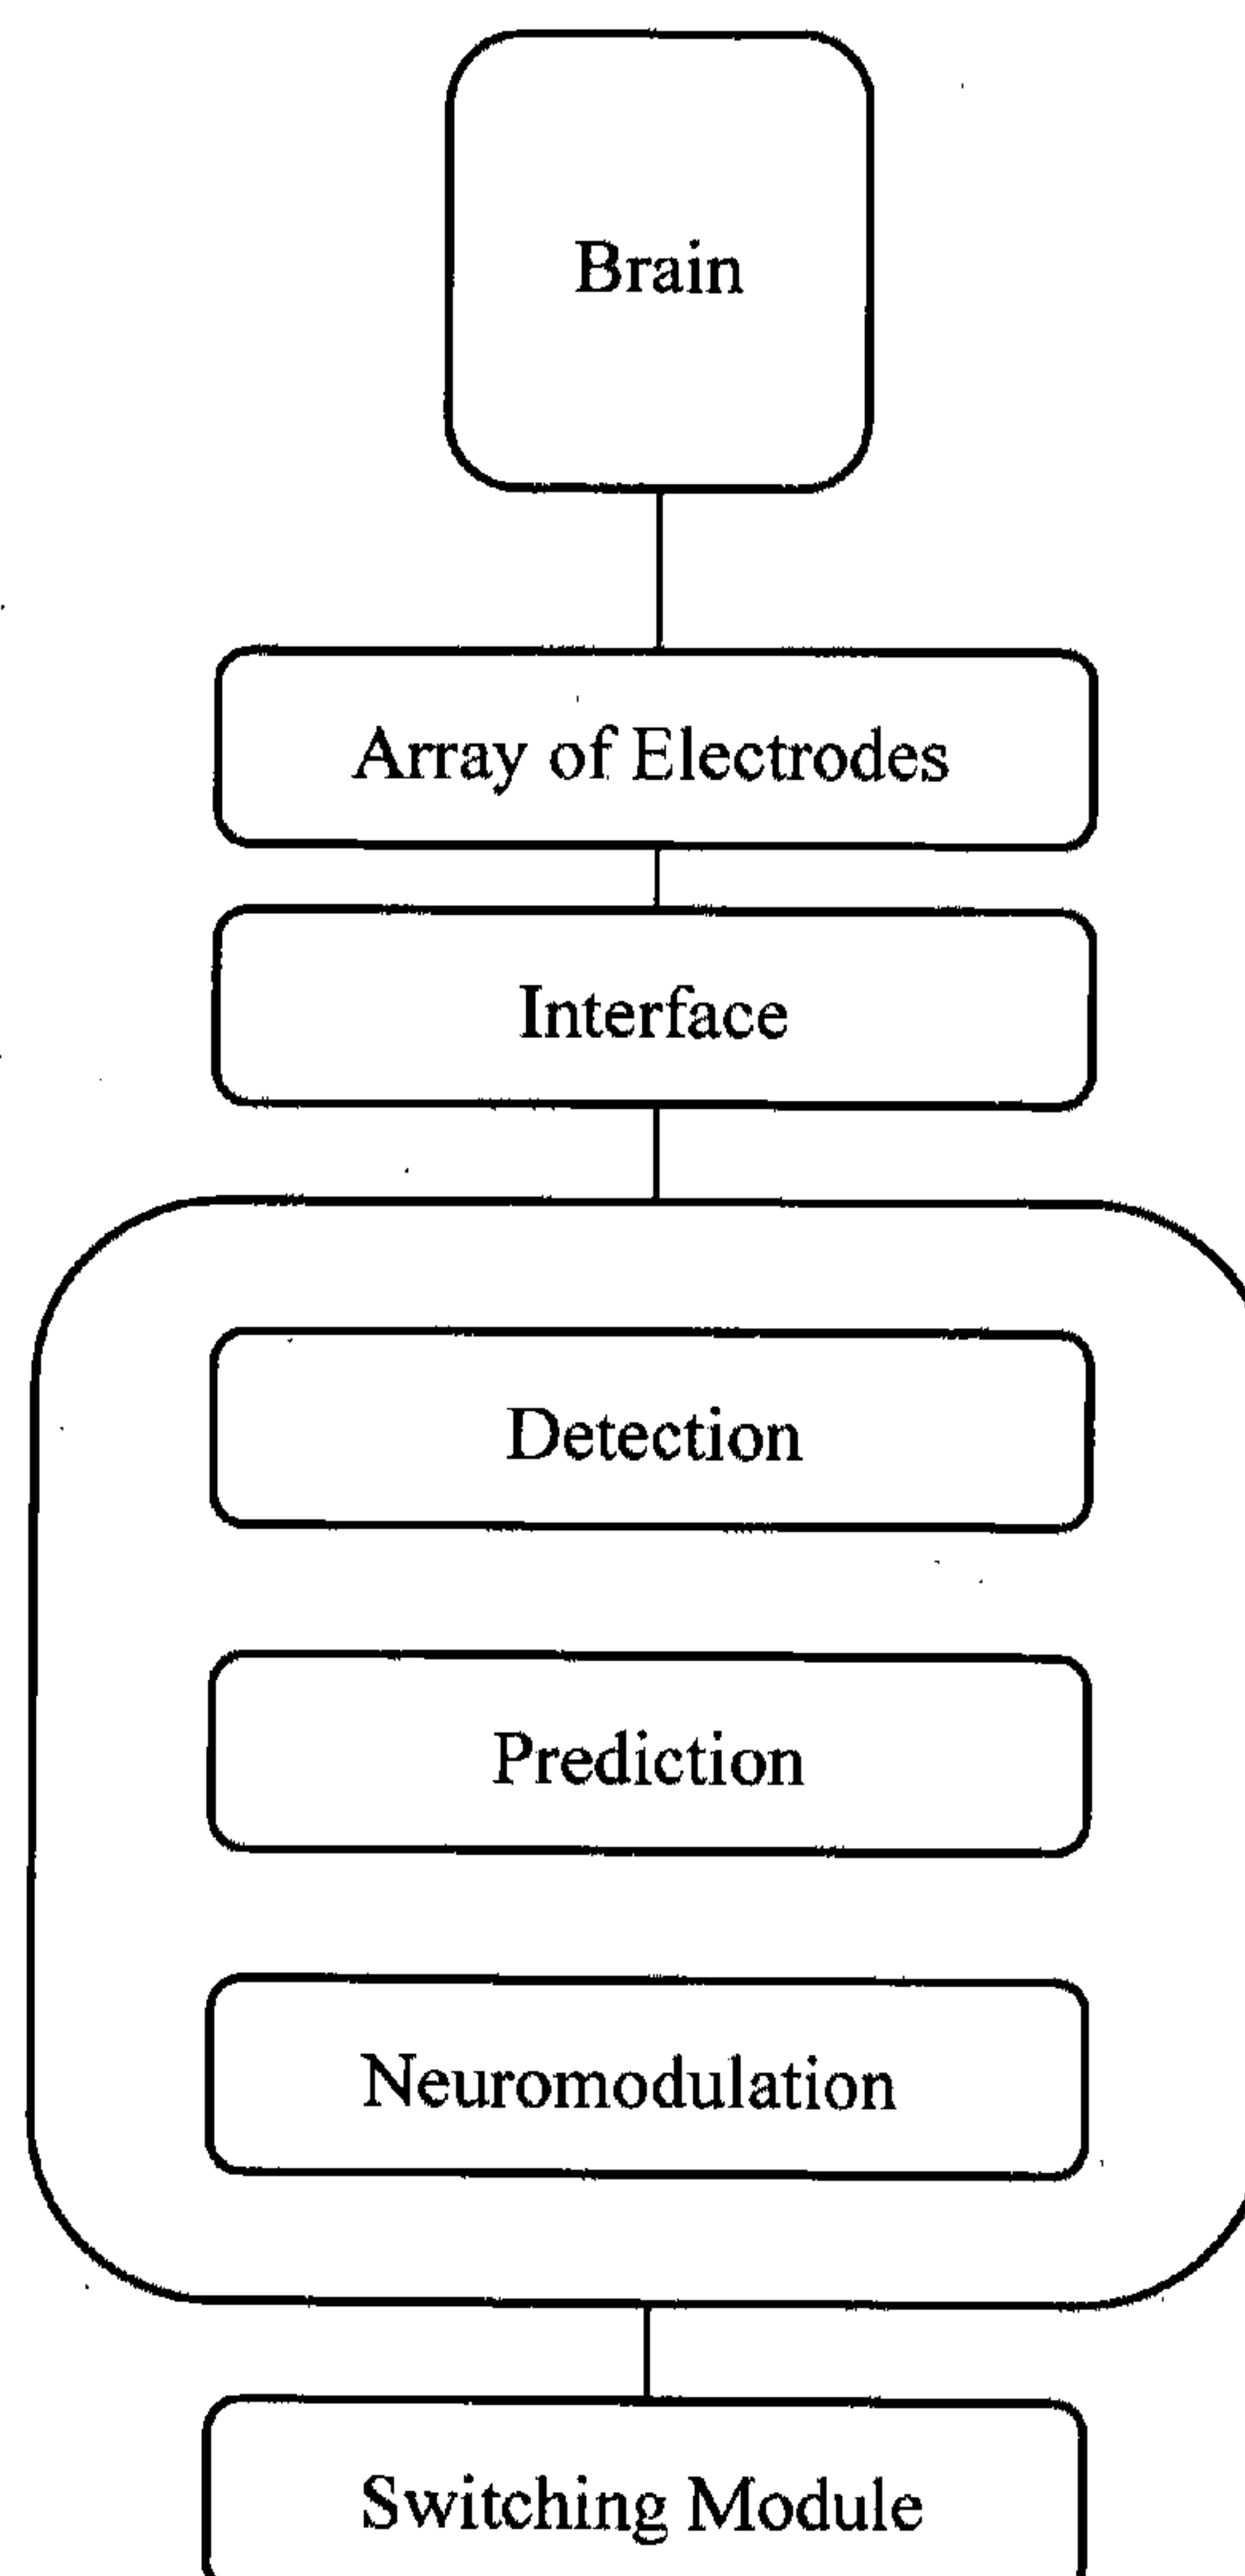 Brain
Array of Electrodes
Interface
Detection
Prediction
Neuromodulation
Switching Module